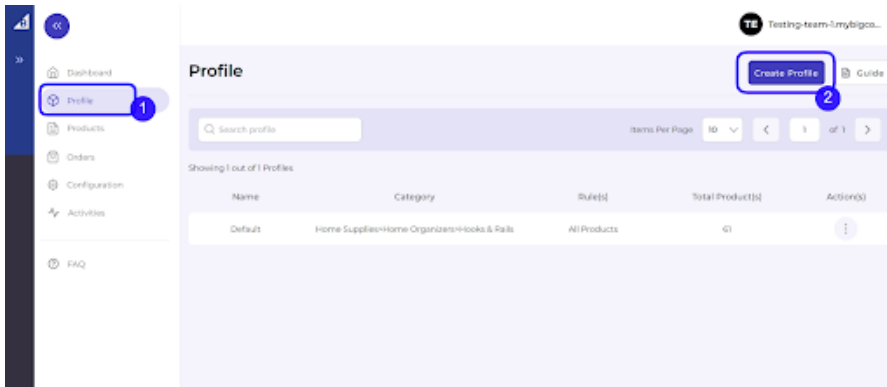 TE Testing-team-1.mybigco...
Dashboard
Profile
1
Products
Orders
Configuration
Activities
FAQ
Profile
Create Profile
2
Guide
Search profile
Items Per Page 10 1 of 1
Showing 1 out of 1 Profiles
Name Category Rule(s) Total Product(s) Action(s)
Default Home Supplies>Home Organizers>Hooks & Rails All Products 61